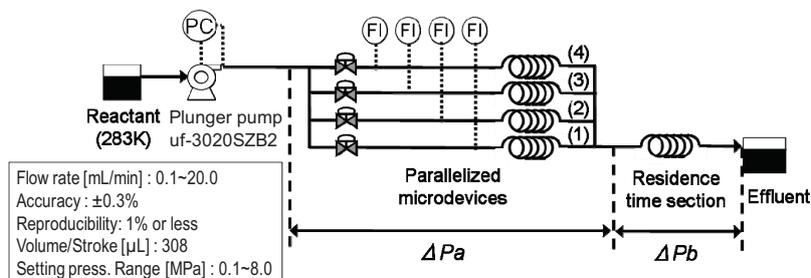 PC
FI FI FI FI
(4)
(3)
(2)
(1)
Reactant
(283K)
Plunger pump
uf-3020SZB2
Flow rate [mL/min] : 0.1~20.0
Accuracy : ±0.3%
Reproducibility: 1% or less
Volume/Stroke [µL] : 308
Setting press. Range [MPa] : 0.1~8.0
Parallelized
microdevices
Residence
time section
Effluent
ΔPa
ΔPb